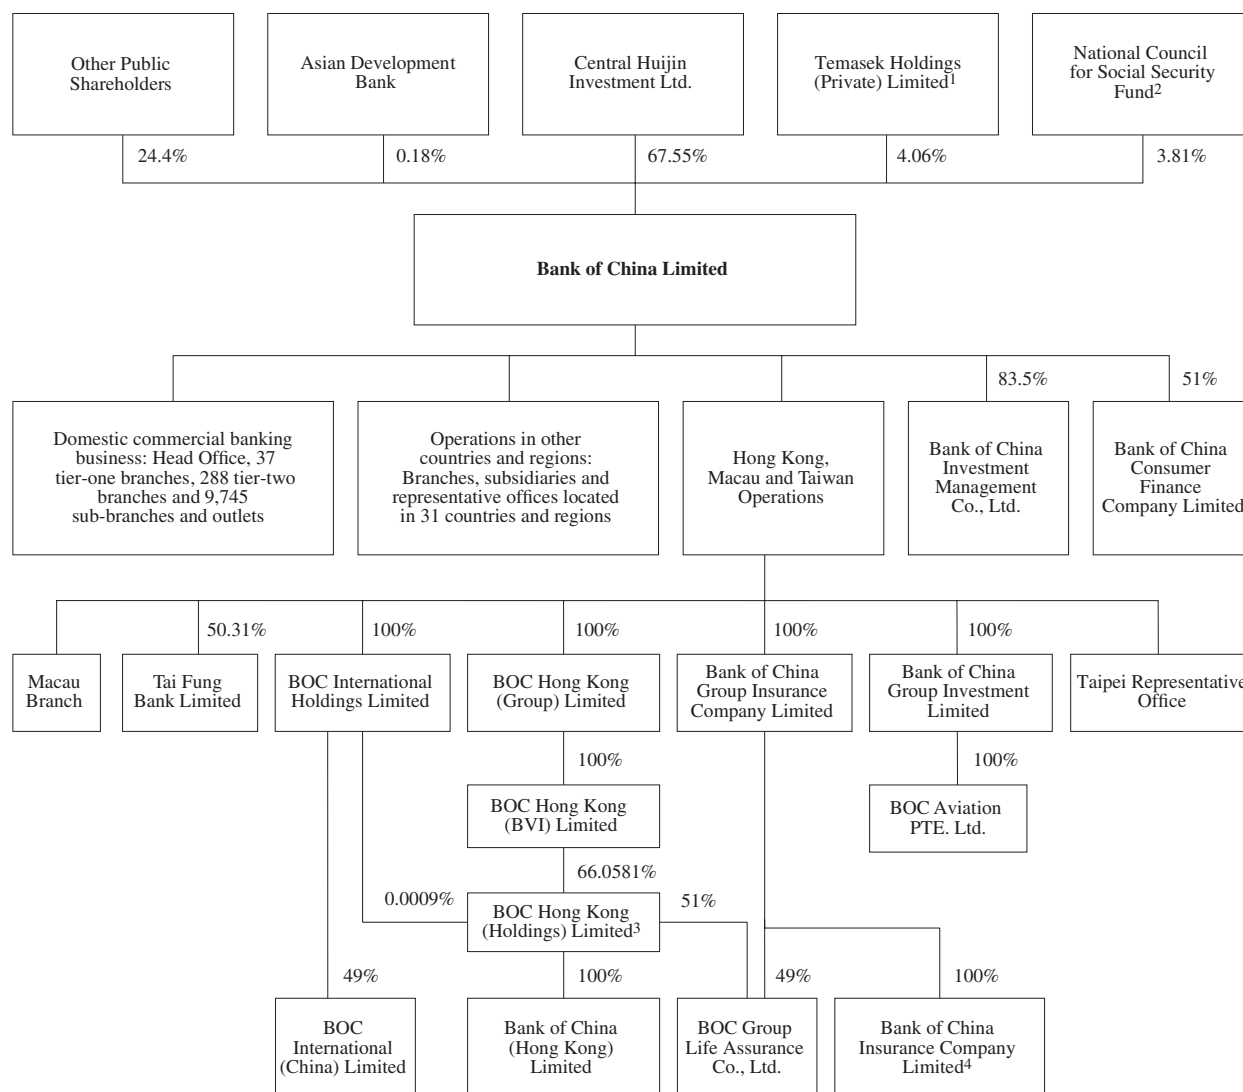 Other Public
Shareholders
Asian Development
Bank
Central Huijin
Investment Ltd.
Temasek Holdings
(Private) Limited1
National Council
for Social Security
Fund2
24.4%
0.18%
67.55%
4.06%
3.81%
Bank of China Limited
83.5%
51%
Domestic commercial banking
business: Head Office, 37
tier-one branches, 288 tier-two
branches and 9,745
sub-branches and outlets
Operations in other
countries and regions:
Branches, subsidiaries and
representative offices located
in 31 countries and regions
Hong Kong,
Macau and Taiwan
Operations
Bank of China
Investment
Management
Co., Ltd.
Bank of China
Consumer
Finance
Company Limited
50.31%
100%
100%
100%
100%
Macau
Branch
Tai Fung
Bank Limited
BOC International
Holdings Limited
BOC Hong Kong
(Group) Limited
Bank of China
Group Insurance
Company Limited
Bank of China
Group Investment
Limited
Taipei Representative
Office
100%
100%
BOC Hong Kong
(BVI) Limited
BOC Aviation
PTE. Ltd.
66.0581%
0.0009%
BOC Hong Kong
(Holdings) Limited3
51%
49%
100%
49%
100%
BOC
International
(China) Limited
Bank of China
(Hong Kong)
Limited
BOC Group
Life Assurance
Co., Ltd.
Bank of China
Insurance Company
Limited4